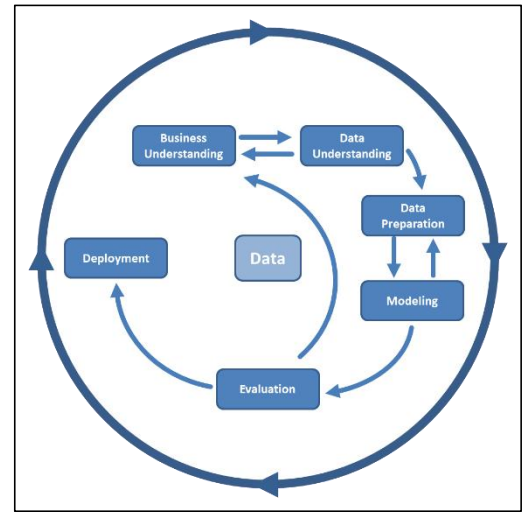 Business
Understanding
Data
Understanding
Data
Preparation
Deployment
Data
Modeling
Evaluation